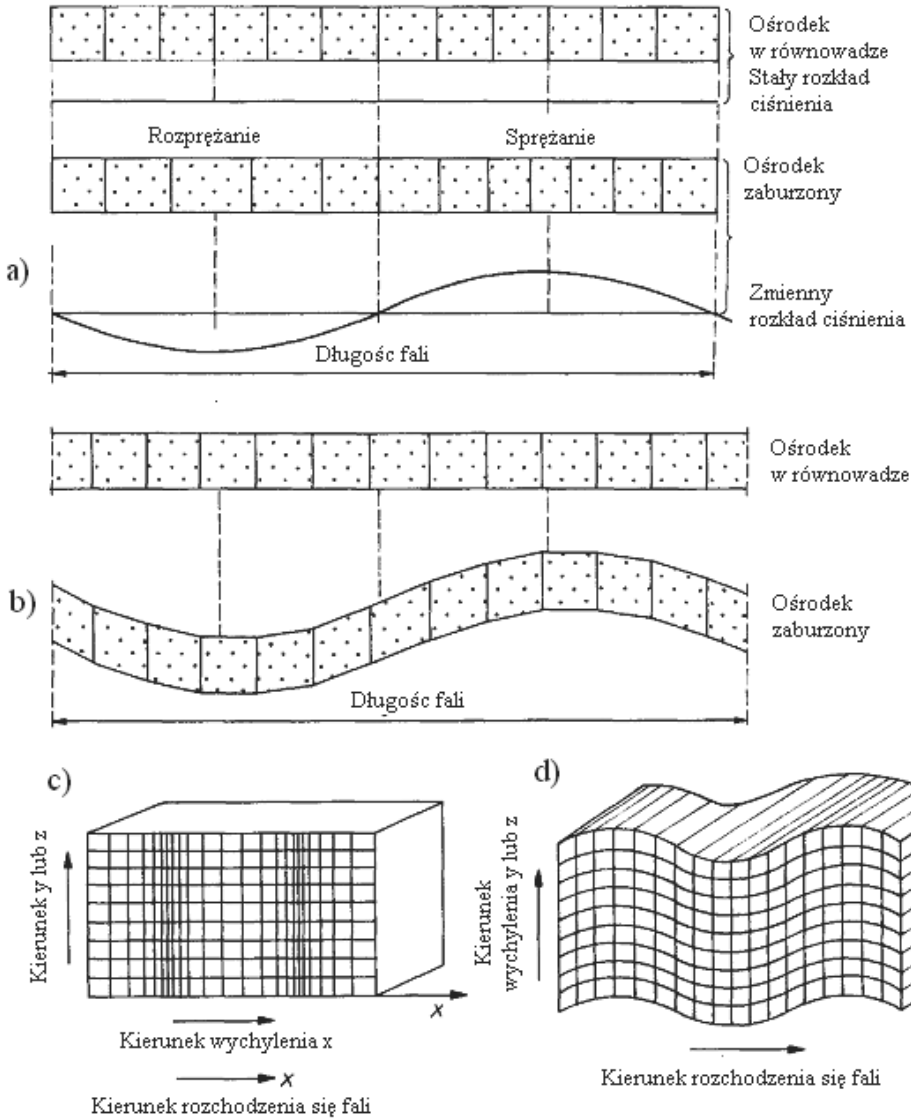 Ośrodek
w równowadze
Stały rozkład
ciśnienia
Rozprężanie
Sprężanie
Ośrodek
zaburzony
a)
Zmienny
rozkład ciśnienia
Długośc fali
Ośrodek
w równowadze
b)
Ośrodek
zaburzony
Długośc fali
c)
Kierunek y lub z
x
Kierunek wychylenia x
x
Kierunek rozchodzenia się fali
d)
Kierunek
wychylenia y lub z
Kierunek rozchodzenia się fali